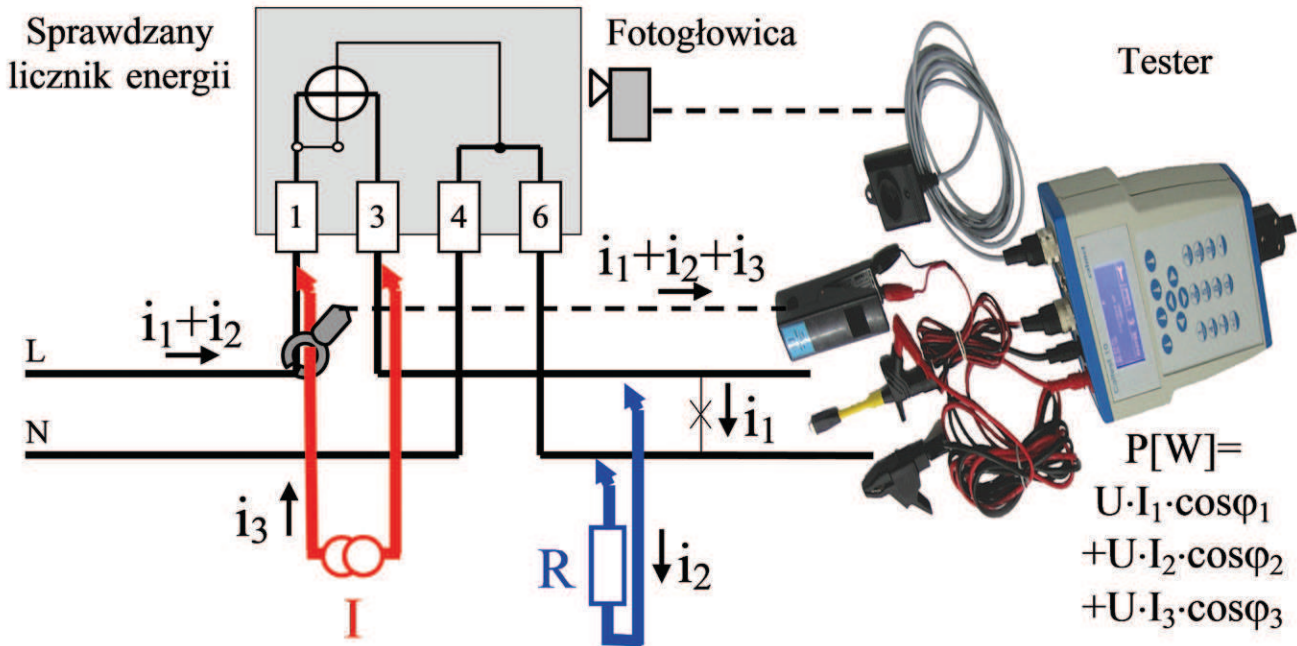 Sprawdzany
licznik energii
Fotogłowica
Tester
1
3
4
6
i₁+i₂+i₃
i₁+i₂
L
i₁
N
P[W]=
i₃
U·I₁·cosφ₁
R
i₂
+U·I₂·cosφ₂
I
+U·I₃·cosφ₃